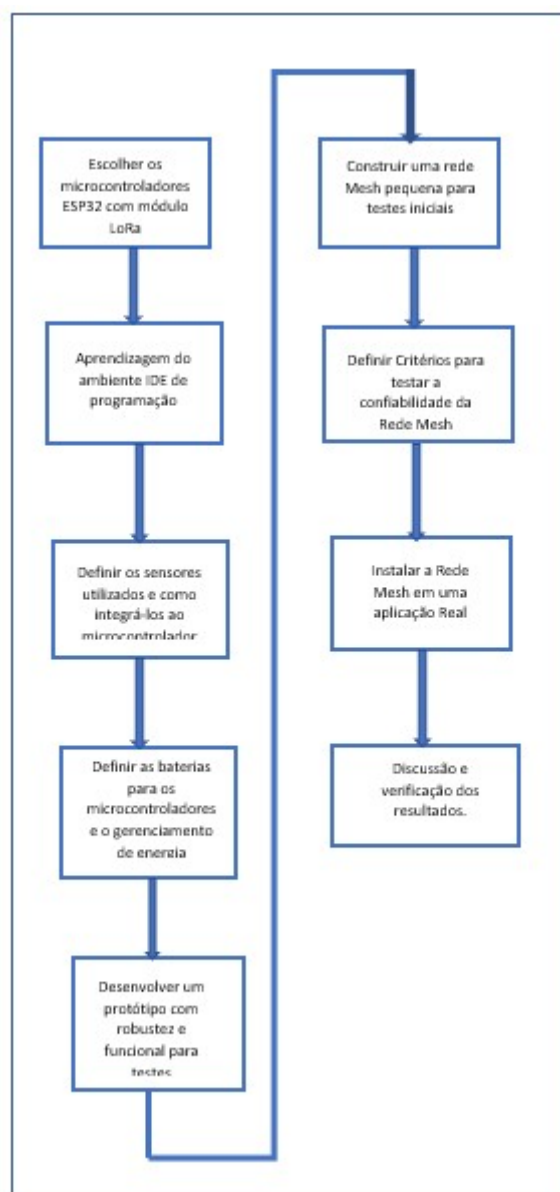 Escolher os
microcontroladores
ESP32 com módulo
LoRa
Aprendizagem do
ambiente IDE de
programação
Definir os sensores
utilizados e como
integrá-los ao
microcontrolador
Definir as baterias
para os
microcontroladores
e o gerenciamento
de energia
Desenvolver um
protótipo com
robustez e
funcional para
testes
Construir uma rede
Mesh pequena para
testes iniciais
Definir Critérios para
testar a
confiabilidade da
Rede Mesh
Instalar a Rede
Mesh em uma
aplicação Real
Discussão e
verificação dos
resultados.